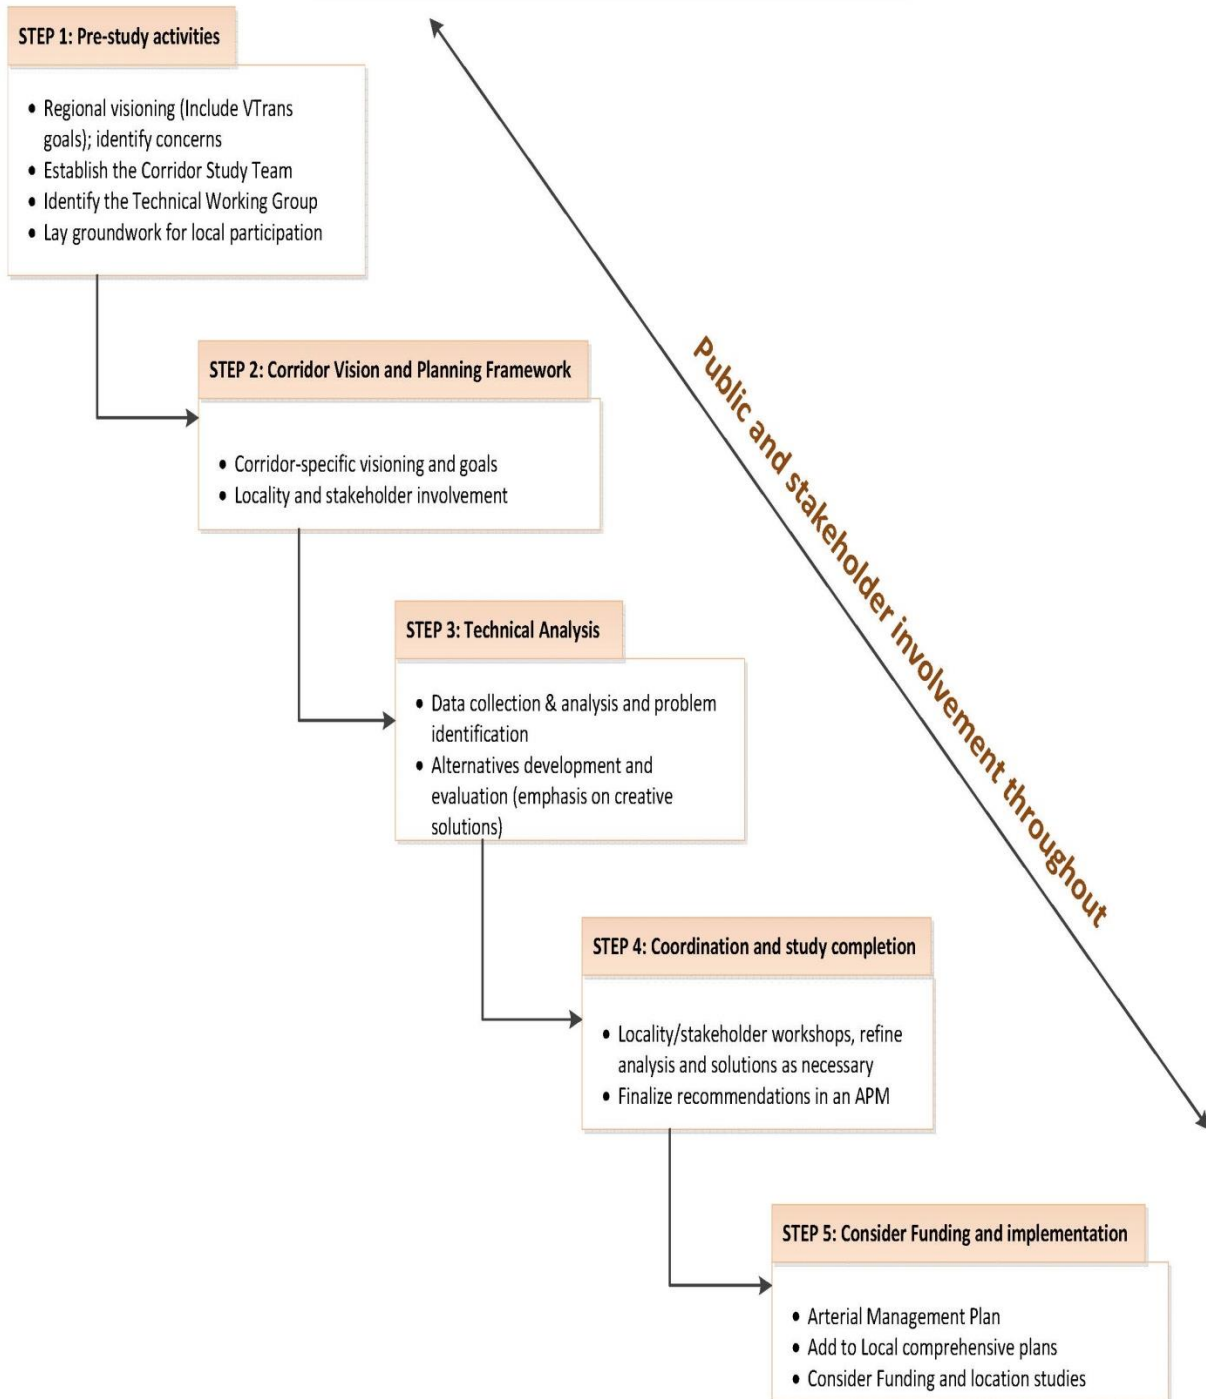 STEP 1: Pre-study activities
• Regional visioning (Include VTrans
goals); identify concerns
• Establish the Corridor Study Team
• Identify the Technical Working Group
• Lay groundwork for local participation
STEP 2: Corridor Vision and Planning Framework
• Corridor-specific visioning and goals
• Locality and stakeholder involvement
Public and stakeholder involvement throughout
STEP 3: Technical Analysis
• Data collection & analysis and problem
identification
• Alternatives development and
evaluation (emphasis on creative
solutions)
STEP 4: Coordination and study completion
• Locality/stakeholder workshops, refine
analysis and solutions as necessary
• Finalize recommendations in an APM
STEP 5: Consider Funding and implementation
• Arterial Management Plan
• Add to Local comprehensive plans
• Consider Funding and location studies